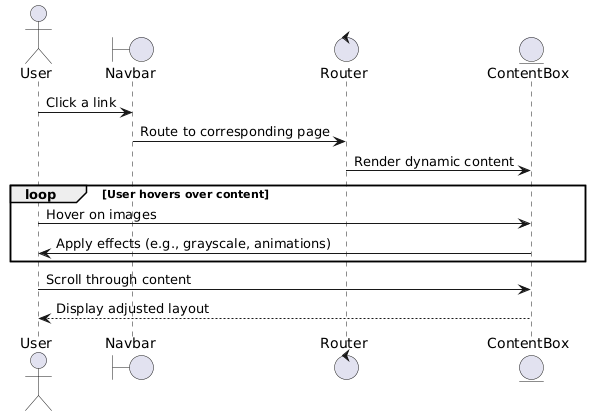 User Navbar Router ContentBox
Click a link
Route to corresponding page
Render dynamic content
loop [User hovers over content]
Hover on images
Apply effects (e.g., grayscale, animations)
Scroll through content
Display adjusted layout
User Navbar Router ContentBox